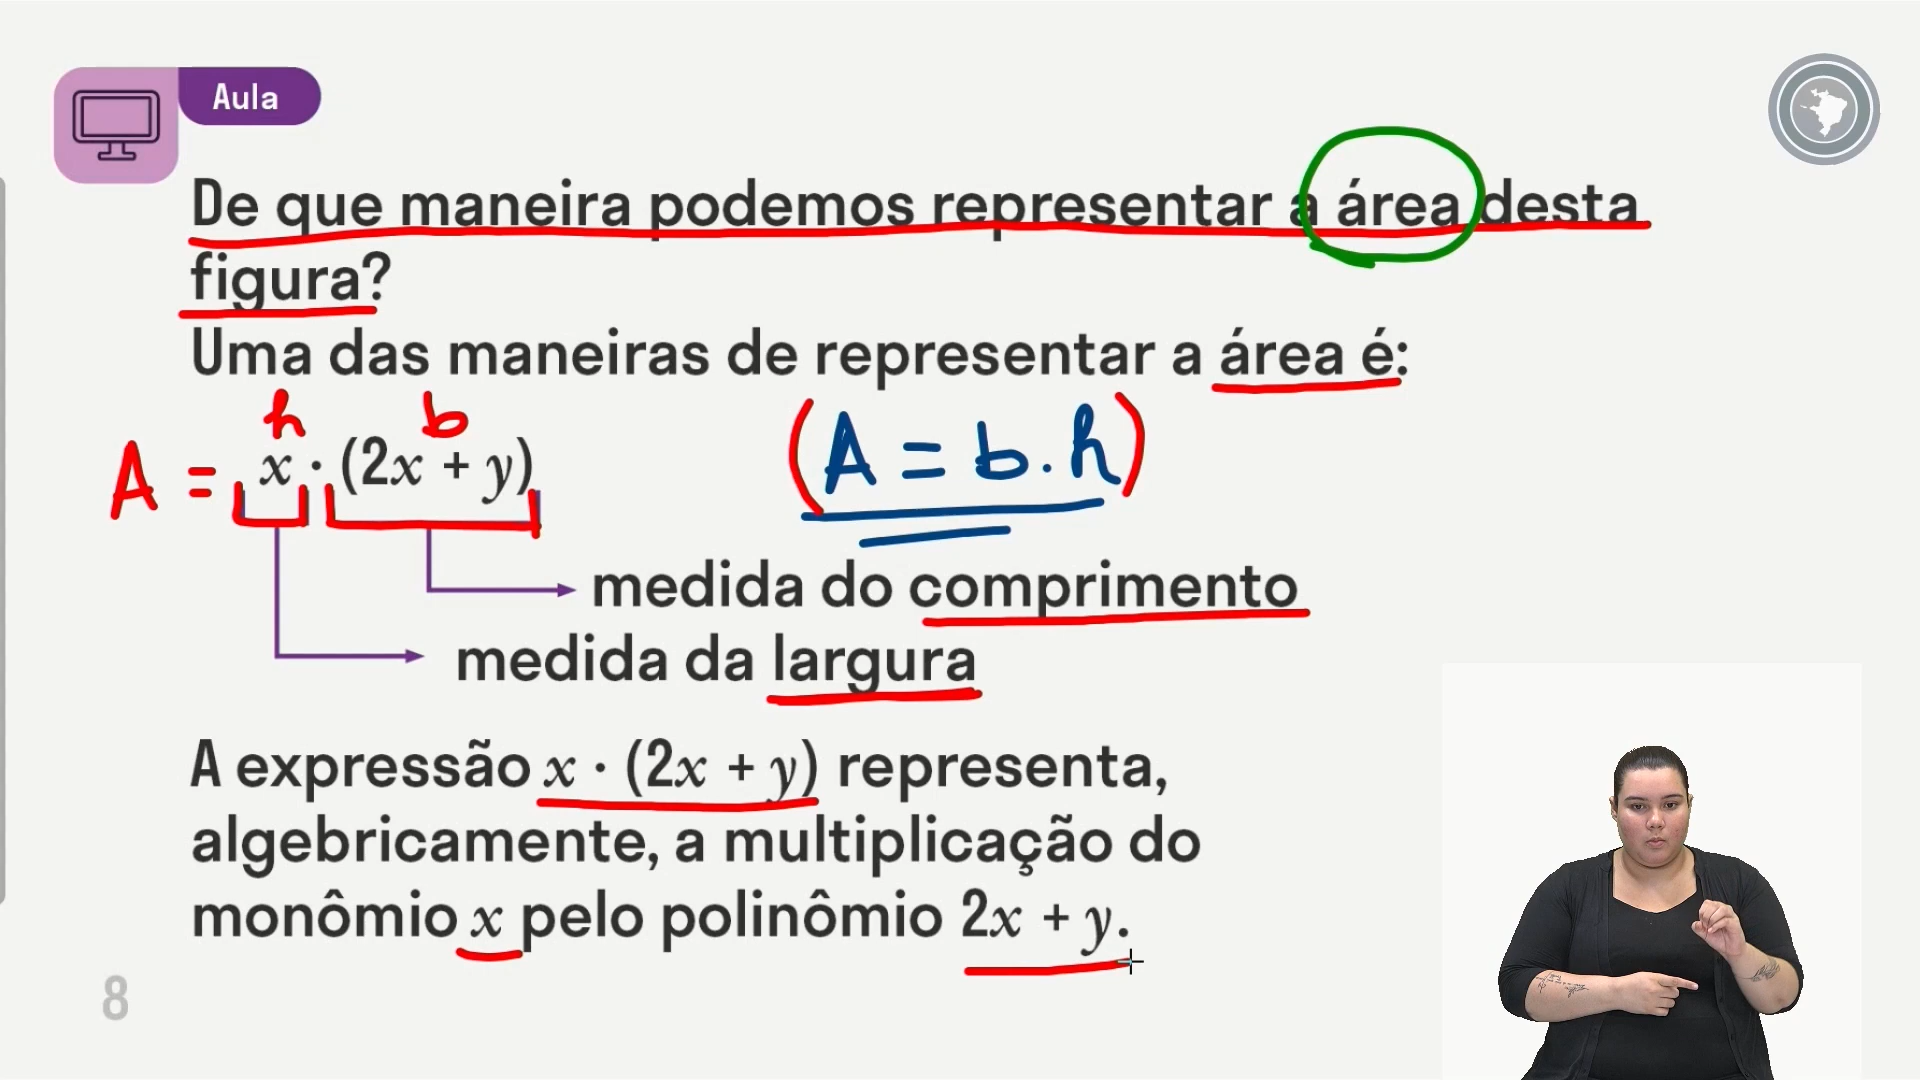 Aula
De que maneira podemos representar a área desta
figura?
Uma das maneiras de representar a área é:
h b
A = x · (2x + y) (A = b . h)
medida do comprimento
medida da largura
A expressão x · (2x + y) representa,
algebricamente, a multiplicação do
monômio x pelo polinômio 2x + y.
8